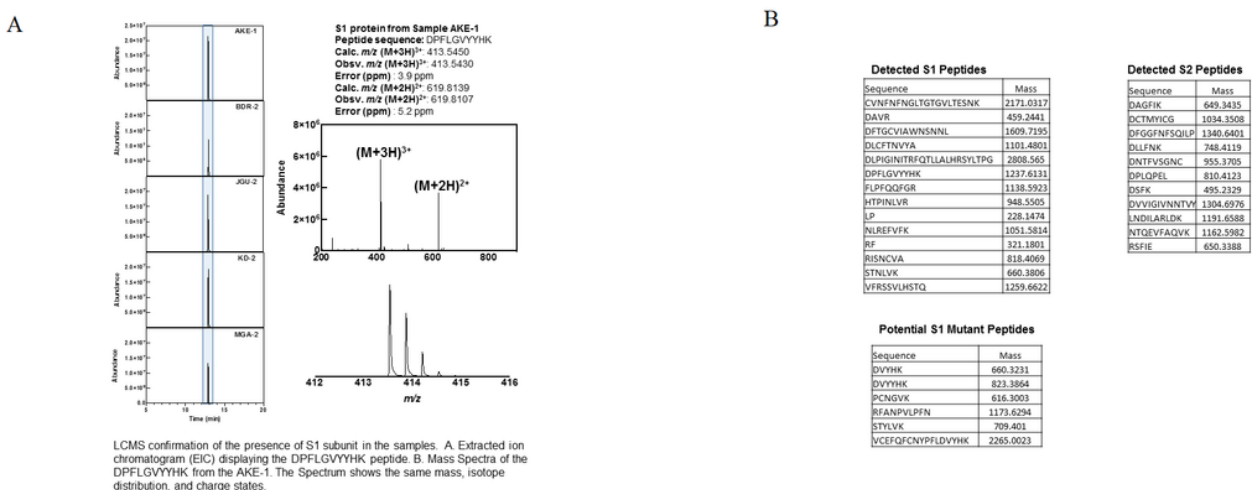 A
B
AKE-1
BDR-2
JGU-2
KD-2
MGA-2
Abundance
Time (min)
5 10 15 20
S1 protein from Sample AKE-1
Peptide sequence: DPFLGVYYHK
Calc. m/z (M+3H)³⁺: 413.5450
Obsv. m/z (M+3H)³⁺: 413.5430
Error (ppm) : 3.9 ppm
Calc. m/z (M+2H)²⁺: 619.8139
Obsv. m/z (M+2H)²⁺: 619.8107
Error (ppm) : 5.2 ppm
8×10⁶
6×10⁶
4×10⁶
2×10⁶
0
Abundance
(M+3H)³⁺
(M+2H)²⁺
200 400 600 800
412 413 414 415 416
m/z
LCMS confirmation of the presence of S1 subunit in the samples. A. Extracted ion
chromatogram (EIC) displaying the DPFLGVYYHK peptide. B. Mass Spectra of the
DPFLGVYYHK from the AKE-1. The Spectrum shows the same mass, isotope
distribution, and charge states.
Detected S1 Peptides
Sequence Mass
CVNFNFNGLTGTGVLTESNK 2171.0317
DAVR 459.2441
DFTGCVIAWNSNNL 1609.7195
DLCFTNVYA 1101.4801
DLPIGINITRFQTLLALHRSYLTPG 2808.565
DPFLGVYYHK 1237.6131
FLPFQQFGR 1138.5923
HTPINLVR 948.5505
LP 228.1474
NLREFVFK 1051.5814
RF 321.1801
RISNCVA 818.4069
STNLVK 660.3806
VFRSSVLHSTQ 1259.6622
Detected S2 Peptides
Sequence Mass
DAGFIK 649.3435
DCTMYICG 1034.3508
DFGGFNFSQILP 1340.6401
DLLFNK 748.4119
DNTFVSGNC 955.3705
DPLQPEL 810.4123
DSFK 495.2329
DVVIGIVNNTVY 1304.6976
LNDILARLDK 1191.6588
NTQEVFAQVK 1162.5982
RSFIE 650.3388
Potential S1 Mutant Peptides
Sequence Mass
DVYHK 660.3231
DVYYHK 823.3864
PCNGVK 616.3003
RFANPVLPFN 1173.6294
STYLVK 709.401
VCEFQFCNYPFLDVYHK 2265.0023